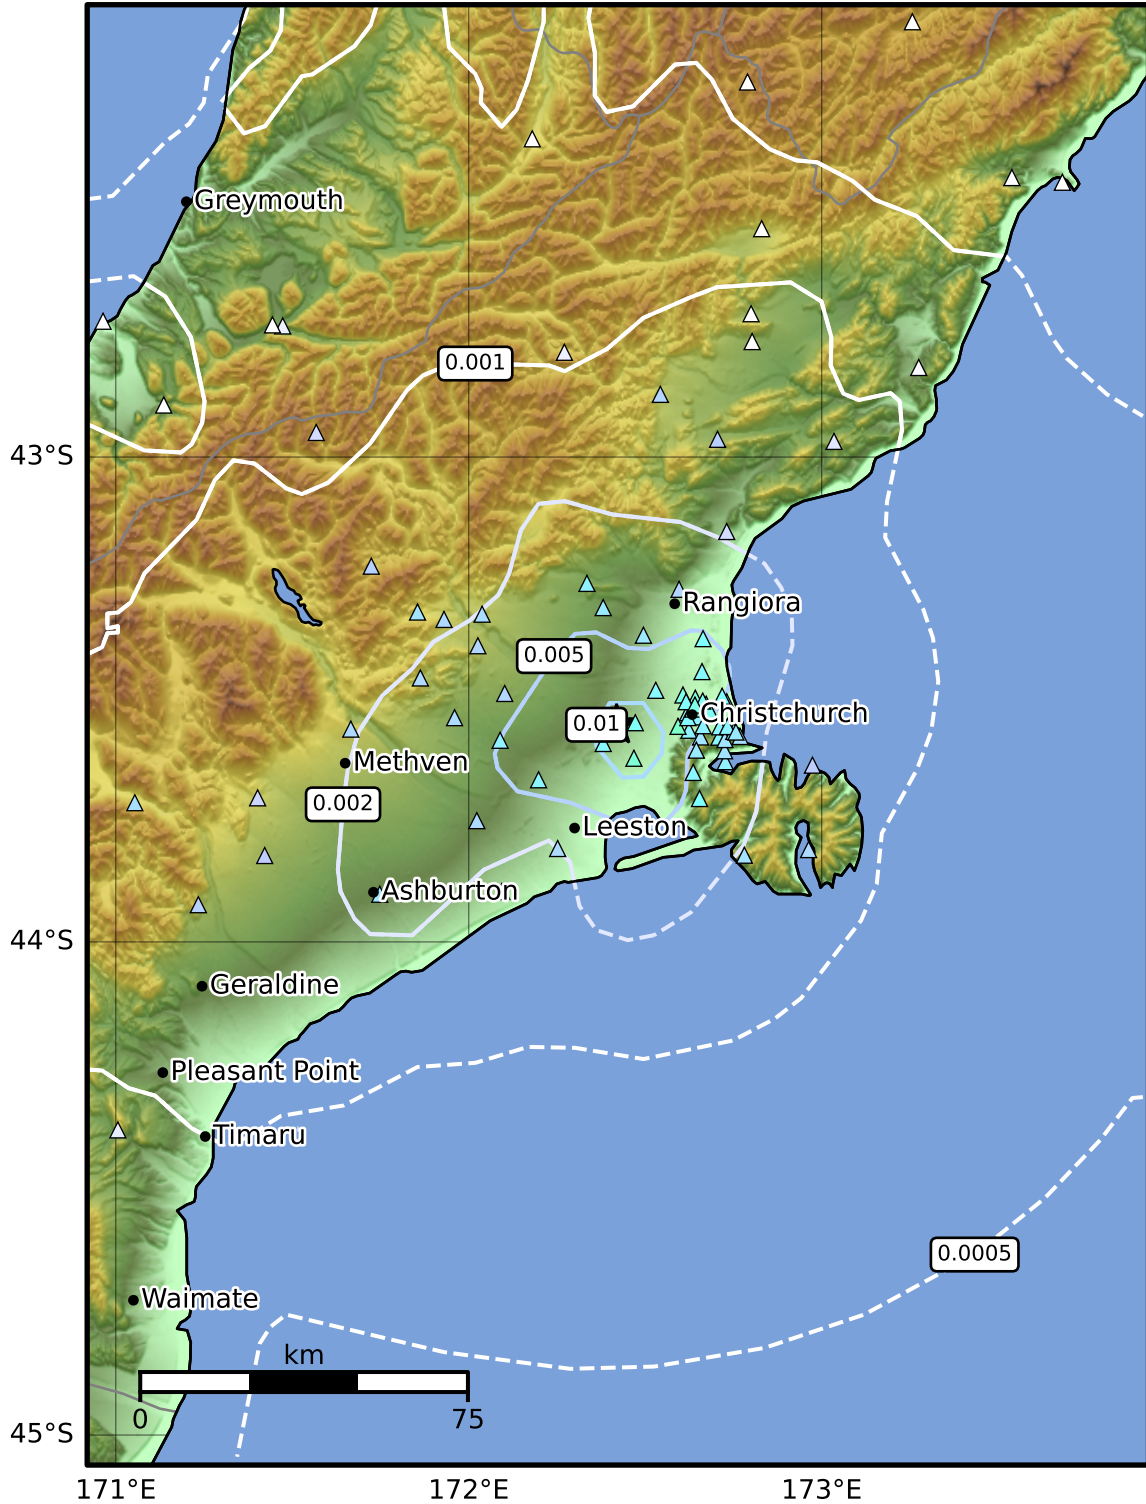 Greymouth
0.001
43°S
Rangiora
0.005
Christchurch
0.01
Methven
0.002
Leeston
Ashburton
44°S
Geraldine
Pleasant Point
Timaru
0.0005
Waimate
km
0 75
45°S
171°E 172°E 173°E